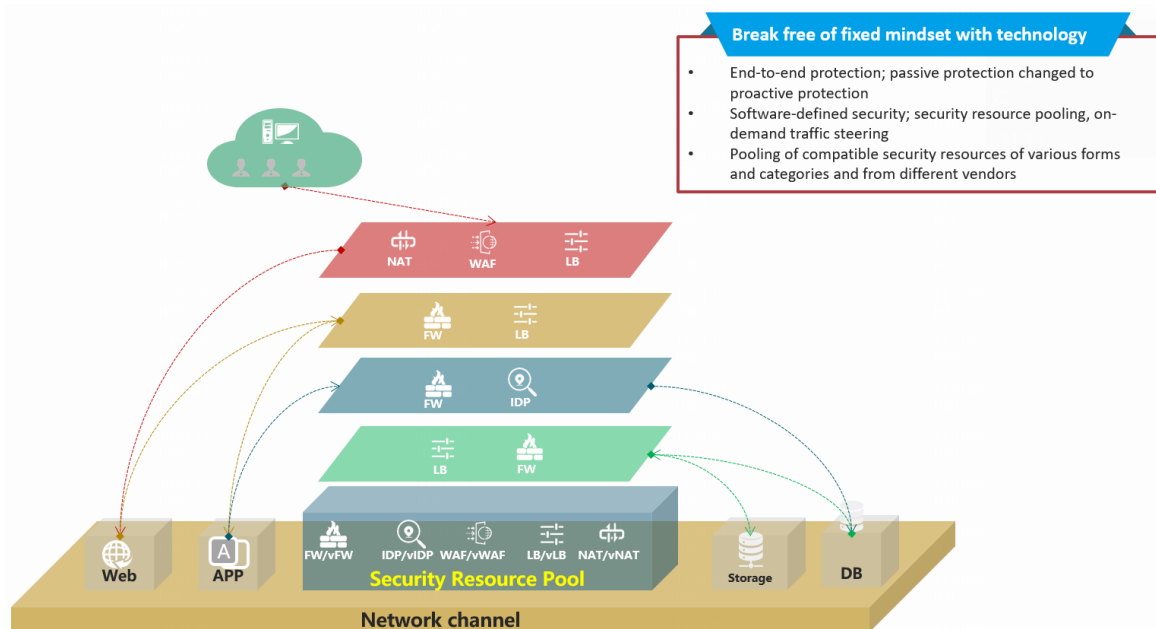 Break free of fixed mindset with technology
• End-to-end protection; passive protection changed to
proactive protection
• Software-defined security; security resource pooling, on-
demand traffic steering
• Pooling of compatible security resources of various forms
and categories and from different vendors
NAT WAF LB
FW LB
FW IDP
LB FW
FW/vFW IDP/vIDP WAF/vWAF LB/vLB NAT/vNAT
Security Resource Pool
Web A APP Storage DB
Network channel